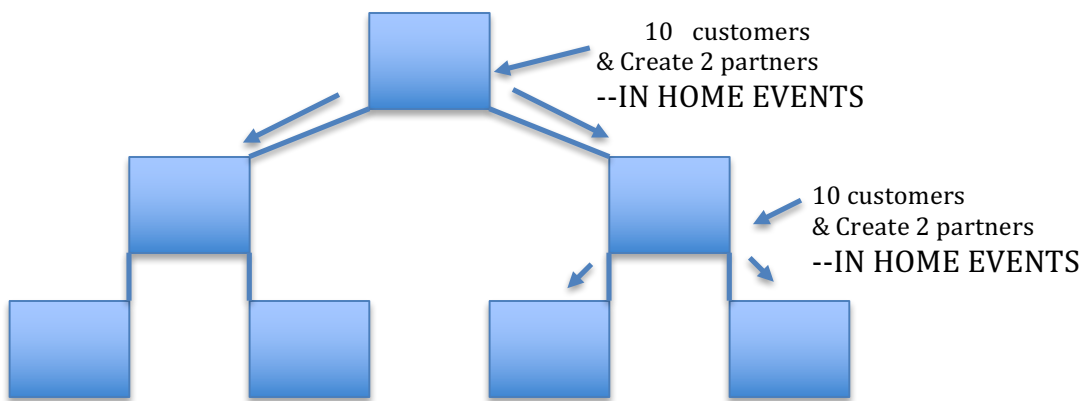 10 customers
& Create 2 partners
--IN HOME EVENTS
10 customers
& Create 2 partners
--IN HOME EVENTS